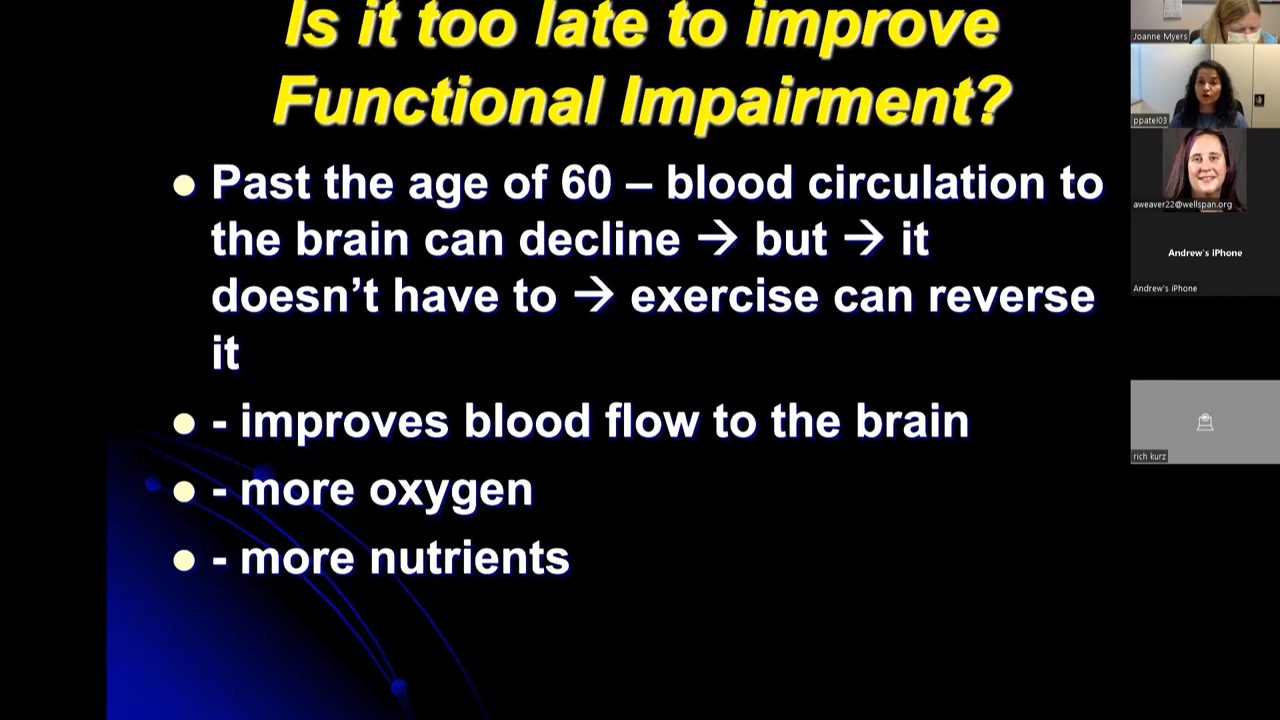 Is it too late to improve
Functional Impairment?
● Past the age of 60 – blood circulation to
the brain can decline → but → it
doesn’t have to → exercise can reverse
it
● - improves blood flow to the brain
● - more oxygen
● - more nutrients
Joanne Myers
ppatel03
aweaver22@wellspan.org
Andrew's iPhone
Andrew's iPhone
rich kurz